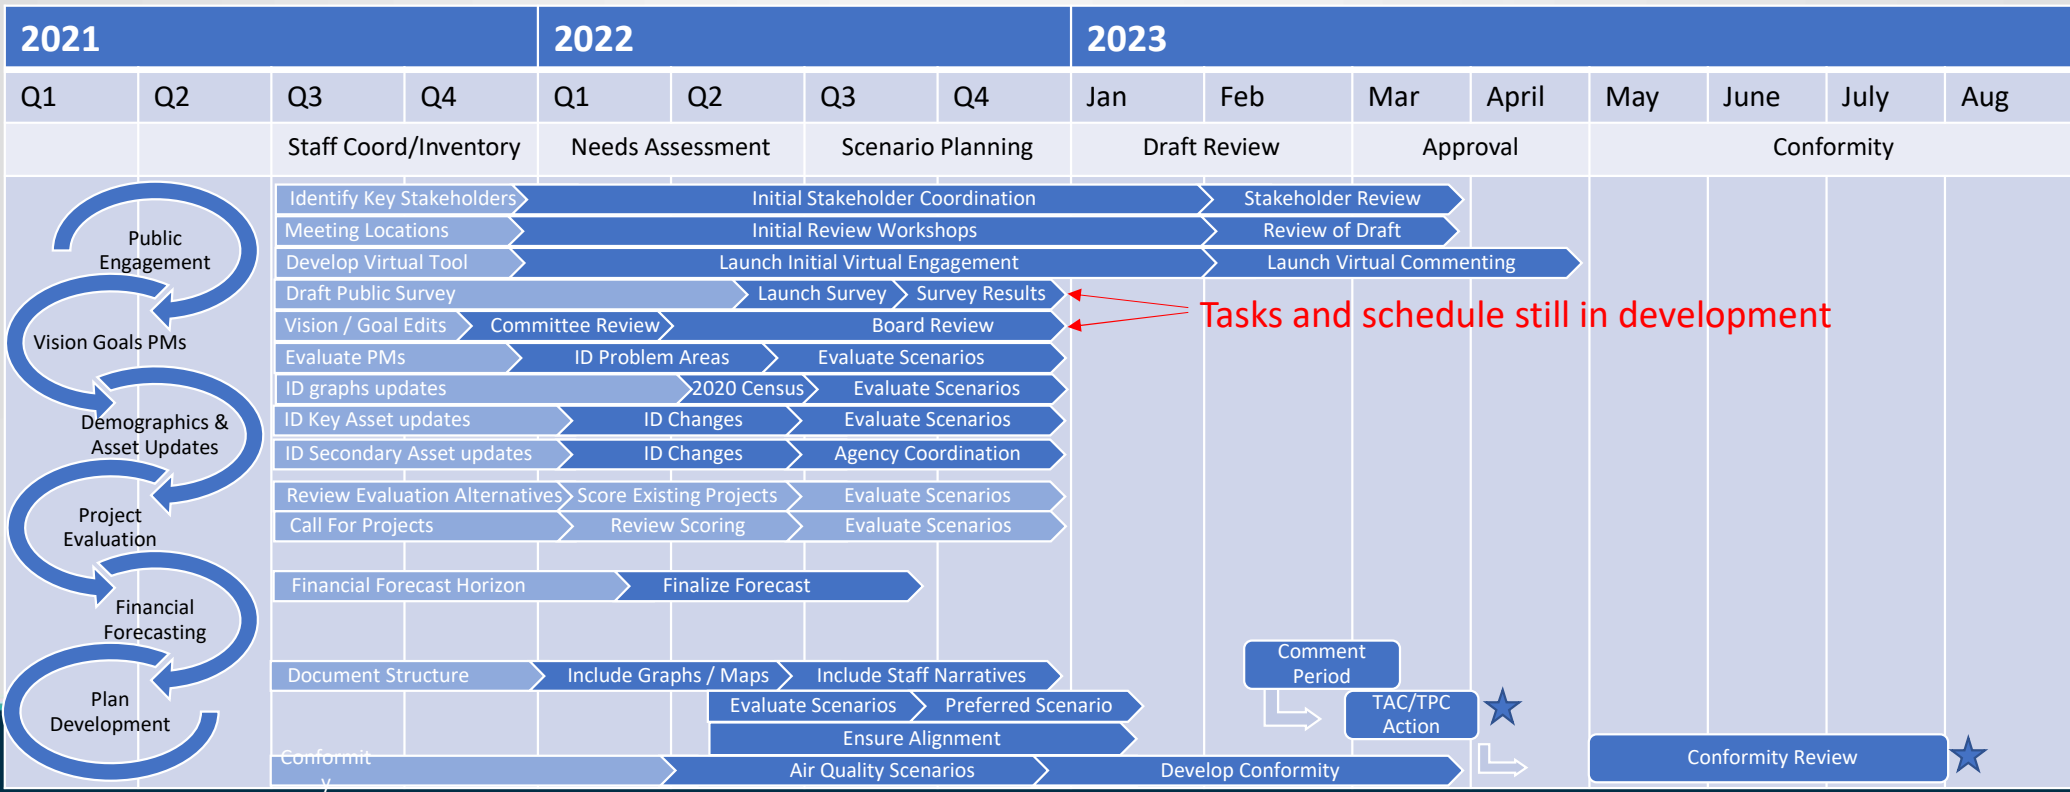 2021 2022 2023
Q1 Q2 Q3 Q4 Q1 Q2 Q3 Q4 Jan Feb Mar April May June July Aug
Staff Coord/Inventory Needs Assessment Scenario Planning Draft Review Approval Conformity
Public
Engagement
Vision Goals PMs
Demographics &
Asset Updates
Project
Evaluation
Financial
Forecasting
Plan
Development
Identify Key Stakeholders Initial Stakeholder Coordination Stakeholder Review
Meeting Locations Initial Review Workshops Review of Draft
Develop Virtual Tool Launch Initial Virtual Engagement Launch Virtual Commenting
Draft Public Survey Launch Survey Survey Results
Tasks and schedule still in development
Vision / Goal Edits Committee Review Board Review
Evaluate PMs ID Problem Areas Evaluate Scenarios
ID graphs updates 2020 Census Evaluate Scenarios
ID Key Asset updates ID Changes Evaluate Scenarios
ID Secondary Asset updates ID Changes Agency Coordination
Review Evaluation Alternatives Score Existing Projects Evaluate Scenarios
Call For Projects Review Scoring Evaluate Scenarios
Financial Forecast Horizon Finalize Forecast
Document Structure Include Graphs / Maps Include Staff Narratives
Evaluate Scenarios Preferred Scenario
Ensure Alignment
Conformit
y
Air Quality Scenarios Develop Conformity
Comment
Period
TAC/TPC
Action
Conformity Review